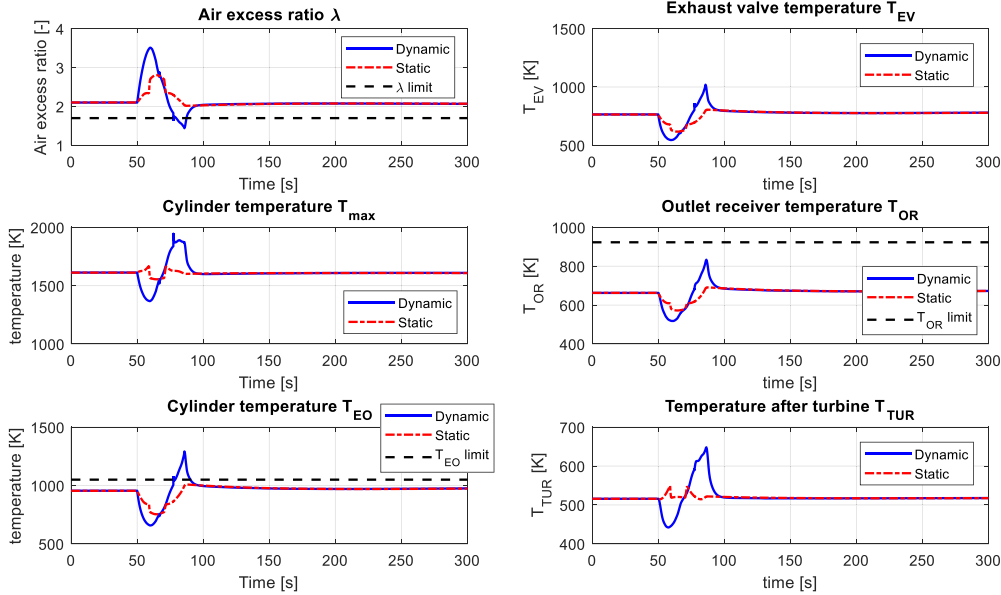 Air excess ratio λ
Air excess ratio [-]
4
3
2
1
Dynamic
Static
λ limit
0 50 100 150 200 250 300
Time [s]
Exhaust valve temperature T_EV
T_EV [K]
1500
1000
500
Dynamic
Static
0 50 100 150 200 250 300
time [s]
Cylinder temperature T_max
temperature [K]
2000
1500
1000
Dynamic
Static
0 50 100 150 200 250 300
Time [s]
Outlet receiver temperature T_OR
T_OR [K]
1000
800
600
400
Dynamic
Static
T_OR limit
0 50 100 150 200 250 300
time [s]
Cylinder temperature T_EO
temperature [K]
1500
1000
500
Dynamic
Static
T_EO limit
0 50 100 150 200 250 300
Time [s]
Temperature after turbine T_TUR
T_TUR [K]
700
600
500
400
Dynamic
Static
0 50 100 150 200 250 300
time [s]